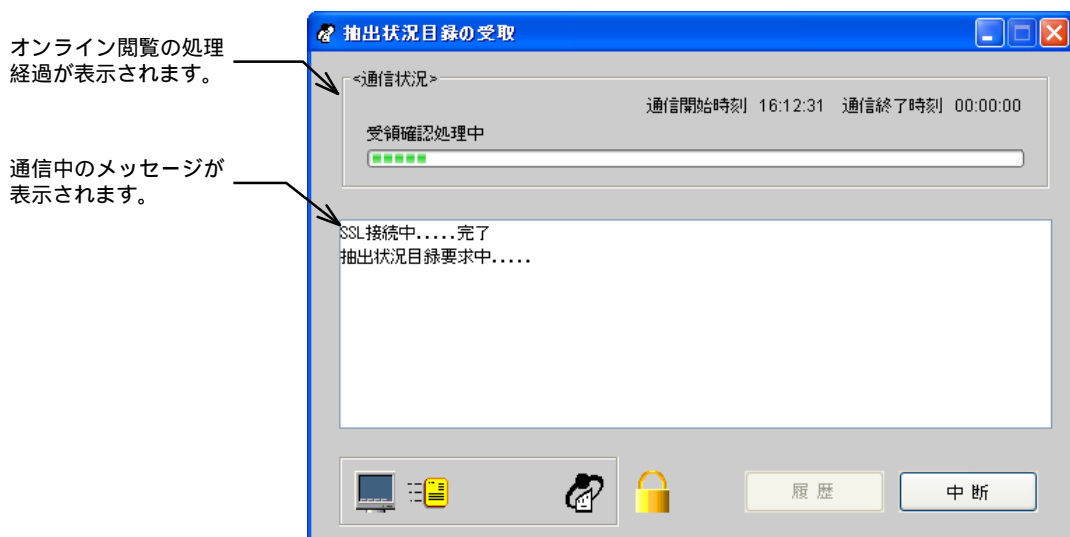 オンライン閲覧の処理
経過が表示されます。
通信中のメッセージが
表示されます。
抽出状況目録の受取
<通信状況>
通信開始時刻 16:12:31 通信終了時刻 00:00:00
受領確認処理中
SSL接続中.....完了
抽出状況目録要求中.....
履歴
中断